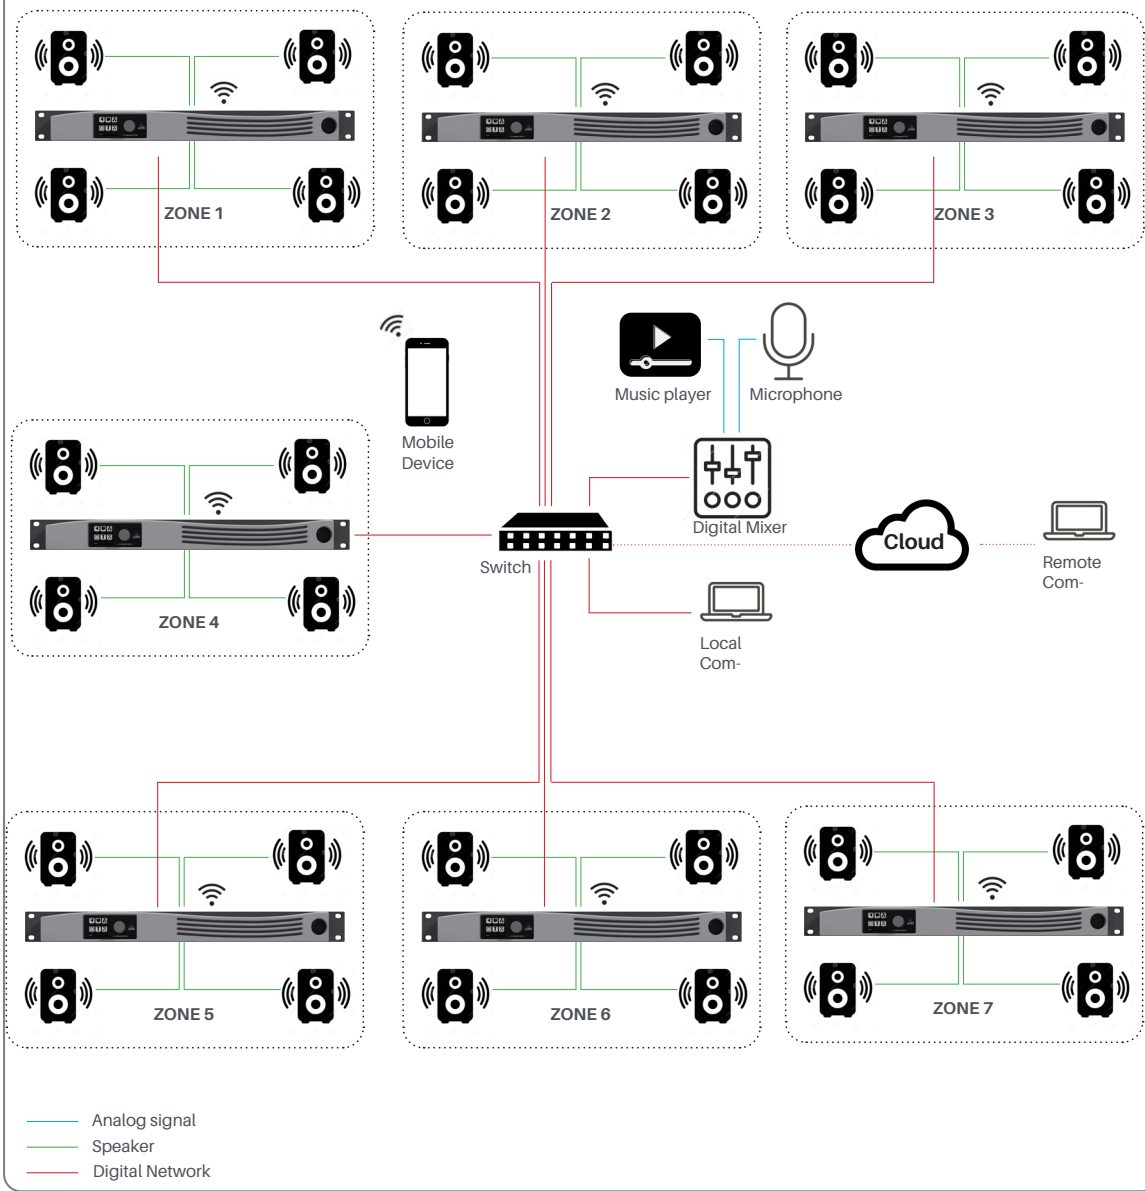 ZONE 1
ZONE 2
ZONE 3
Music player
Microphone
Mobile
Device
Digital Mixer
Switch
Cloud
Remote
Com-
ZONE 4
Local
Com-
ZONE 5
ZONE 6
ZONE 7
Analog signal
Speaker
Digital Network